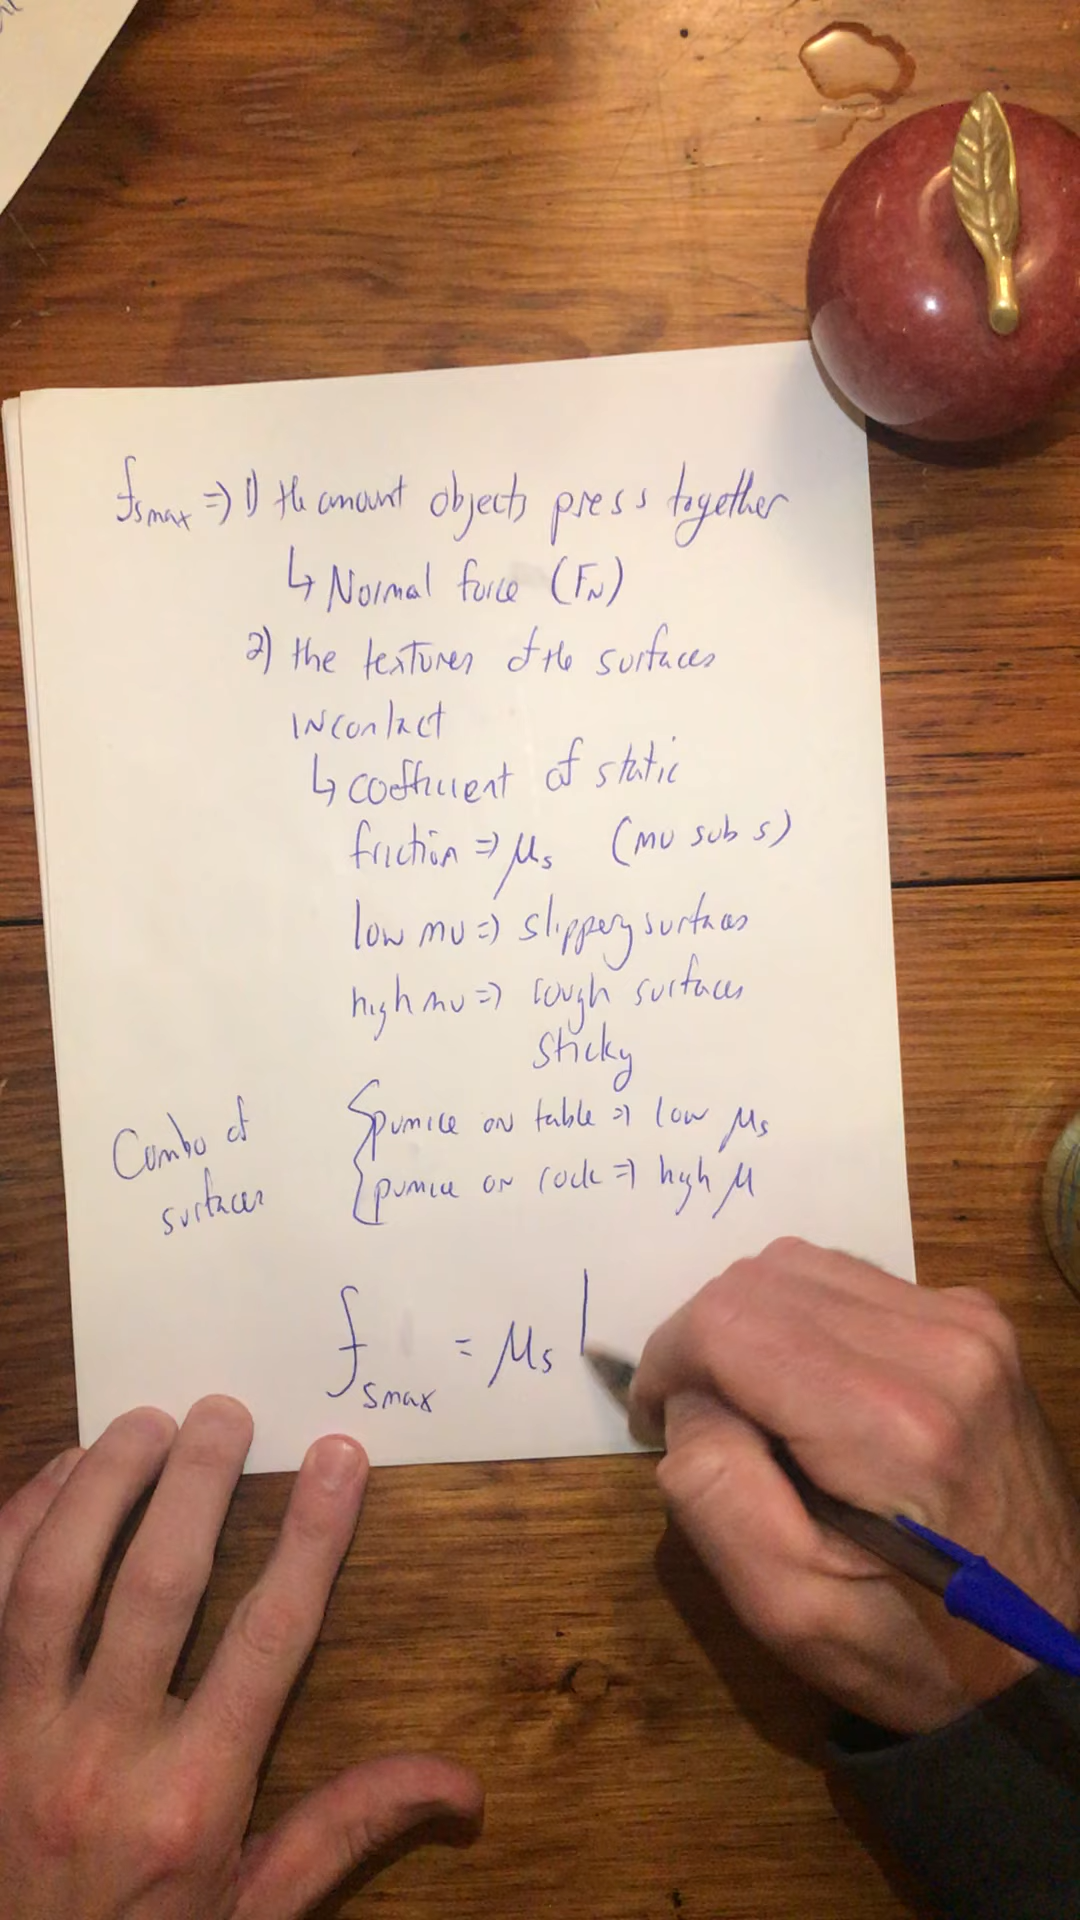 fsmax => 1) the amount objects press together
↳ Normal force (FN)
2) the textures of the surfaces
in contact
↳ coefficient of static
friction => μs (mu sub s)
low mu => slippery surfaces
high mu => rough surfaces
sticky
Combo of
surfaces
{pumice on table => low μs
{pumice on rock => high μ
fsmax = μs